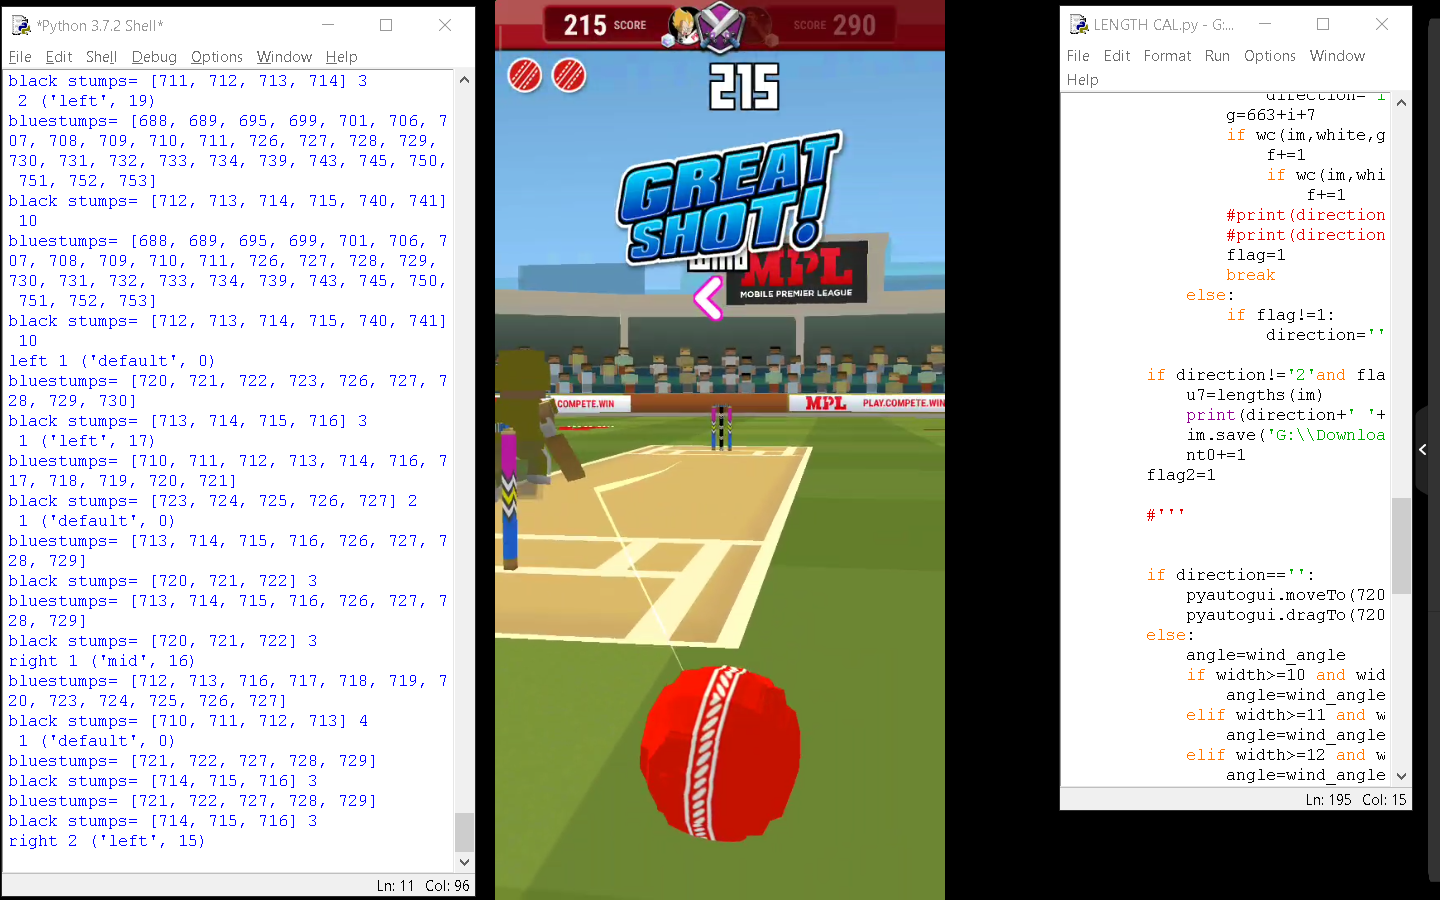 *Python 3.7.2 Shell*
File Edit Shell Debug Options Window Help
black stumps= [711, 712, 713, 714] 3
 2 ('left', 19)
bluestumps= [688, 689, 695, 699, 701, 706, 7
07, 708, 709, 710, 711, 726, 727, 728, 729,
730, 731, 732, 733, 734, 739, 743, 745, 750,
 751, 752, 753]
black stumps= [712, 713, 714, 715, 740, 741]
 10
bluestumps= [688, 689, 695, 699, 701, 706, 7
07, 708, 709, 710, 711, 726, 727, 728, 729,
730, 731, 732, 733, 734, 739, 743, 745, 750,
 751, 752, 753]
black stumps= [712, 713, 714, 715, 740, 741]
 10
left 1 ('default', 0)
bluestumps= [720, 721, 722, 723, 726, 727, 7
28, 729, 730]
black stumps= [713, 714, 715, 716] 3
 1 ('left', 17)
bluestumps= [710, 711, 712, 713, 714, 716, 7
17, 718, 719, 720, 721]
black stumps= [723, 724, 725, 726, 727] 2
 1 ('default', 0)
bluestumps= [713, 714, 715, 716, 726, 727, 7
28, 729]
black stumps= [720, 721, 722] 3
bluestumps= [713, 714, 715, 716, 726, 727, 7
28, 729]
black stumps= [720, 721, 722] 3
right 1 ('mid', 16)
bluestumps= [712, 713, 716, 717, 718, 719, 7
20, 723, 724, 725, 726, 727]
black stumps= [710, 711, 712, 713] 4
 1 ('default', 0)
bluestumps= [721, 722, 727, 728, 729]
black stumps= [714, 715, 716] 3
bluestumps= [721, 722, 727, 728, 729]
black stumps= [714, 715, 716] 3
right 2 ('left', 15)
Ln: 11 Col: 96
215 SCORE
SCORE 290
215
GREAT
SHOT!
MPL
MOBILE PREMIER LEAGUE
COMPETE.WIN
MPL PLAY.COMPETE.WIN
LENGTH CAL.py - G:...
File Edit Format Run Options Window
Help
direction='i
g=663+i+7
if wc(im,white,g
f+=1
if wc(im,whi
f+=1
#print(direction
#print(direction
flag=1
break
else:
if flag!=1:
direction=''
if direction!='2'and fla
u7=lengths(im)
print(direction+' '+
im.save('G:\\Downloa
nt0+=1
flag2=1
#'''
if direction=='':
pyautogui.moveTo(720
pyautogui.dragTo(720
else:
angle=wind_angle
if width>=10 and wid
angle=wind_angle
elif width>=11 and w
angle=wind_angle
elif width>=12 and w
angle=wind_angle
Ln: 195 Col: 15